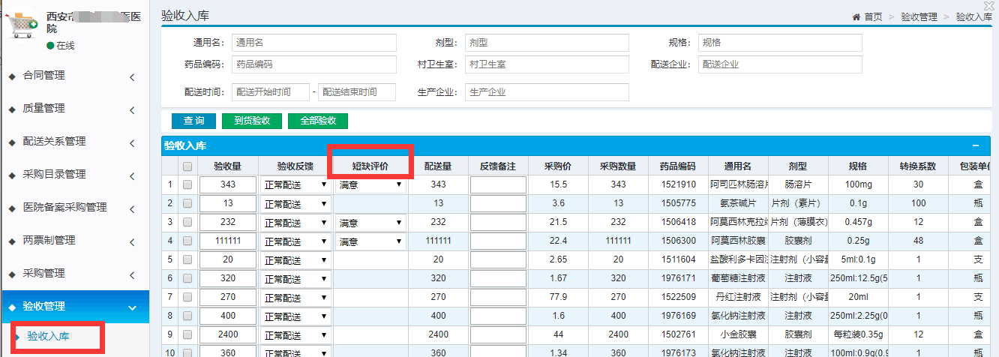 西安市 医
院
在线
合同管理
质量管理
配送关系管理
采购目录管理
医院备案采购管理
两票制管理
采购管理
验收管理
验收入库
验收入库
首页 > 验收管理 > 验收入库
通用名： 通用名 剂型： 剂型 规格： 规格
药品编码： 药品编码 村卫生室： 村卫生室 配送企业： 配送企业
配送时间： 配送开始时间 - 配送结束时间 生产企业： 生产企业
查 询 到货验收 全部验收
验收入库
验收量 验收反馈 短缺评价 配送量 反馈备注 采购价 采购数量 药品编码 通用名 剂型 规格 转换系数 包装单
1 343 正常配送 满意 343 15.5 343 1521910 阿司匹林肠溶 肠溶片 100mg 30 盒
2 13 正常配送 13 3.6 13 1505775 氨茶碱片 片剂（素片） 0.1g 100 瓶
3 232 正常配送 满意 232 21.5 232 1506418 阿莫西林克拉 片剂（薄膜衣） 0.457g 12 盒
4 111111 正常配送 满意 111111 22.4 111111 1506300 阿莫西林胶囊 胶囊剂 0.25g 48 盒
5 20 正常配送 20 2.65 20 1511604 盐酸利多卡因 注射剂（小容 5ml:0.1g 1 支
6 320 正常配送 320 1.67 320 1976171 葡萄糖注射液 注射液 250ml:12.5g(5 1 瓶
7 270 正常配送 270 77.9 270 1522509 丹红注射液 注射剂（小容 20ml 1 支
8 400 正常配送 400 1.6 400 1976169 氯化钠注射液 注射液 250ml:2.25g(0 1 瓶
9 2400 正常配送 2400 44 2400 1502761 小金胶囊 胶囊剂 每粒装0.35g 12 盒
10 360 正常配送 360 1.34 360 1976173 氯化钠注射液 注射液 100ml:0.9g(0.9 1 瓶